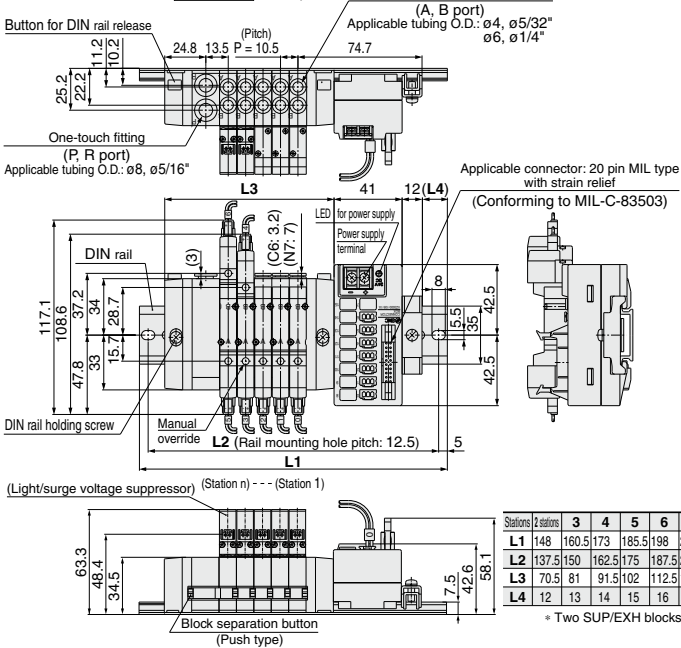 (A, B port)
Applicable tubing O.D.: ø4, ø5/32"
ø6, ø1/4"
Button for DIN rail release
(Pitch)
24.8 13.5 P = 10.5 74.7
11.2
10.2
25.2
22.2
One-touch fitting
(P, R port)
Applicable tubing O.D.: ø8, ø5/16"
Applicable connector: 20 pin MIL type
with strain relief
(Conforming to MIL-C-83503)
L3 41 12 (L4)
LED for power supply
Power supply
terminal
DIN rail
(3)
(C6: 3.2)
(N7: 7)
8
117.1
108.6
37.2
34
28.7
47.8
33
15.7
5.5
35
42.5
42.5
DIN rail holding screw
Manual
override
L2 (Rail mounting hole pitch: 12.5) 5
L1
(Light/surge voltage suppressor) (Station n) - - - (Station 1)
63.3
48.4
34.5
7.5
42.6
58.1
Block separation button
(Push type)
Stations 2 stations 3 4 5 6
L1 148 160.5 173 185.5 198
L2 137.5 150 162.5 175 187.5
L3 70.5 81 91.5 102 112.5
L4 12 13 14 15 16
* Two SUP/EXH blocks